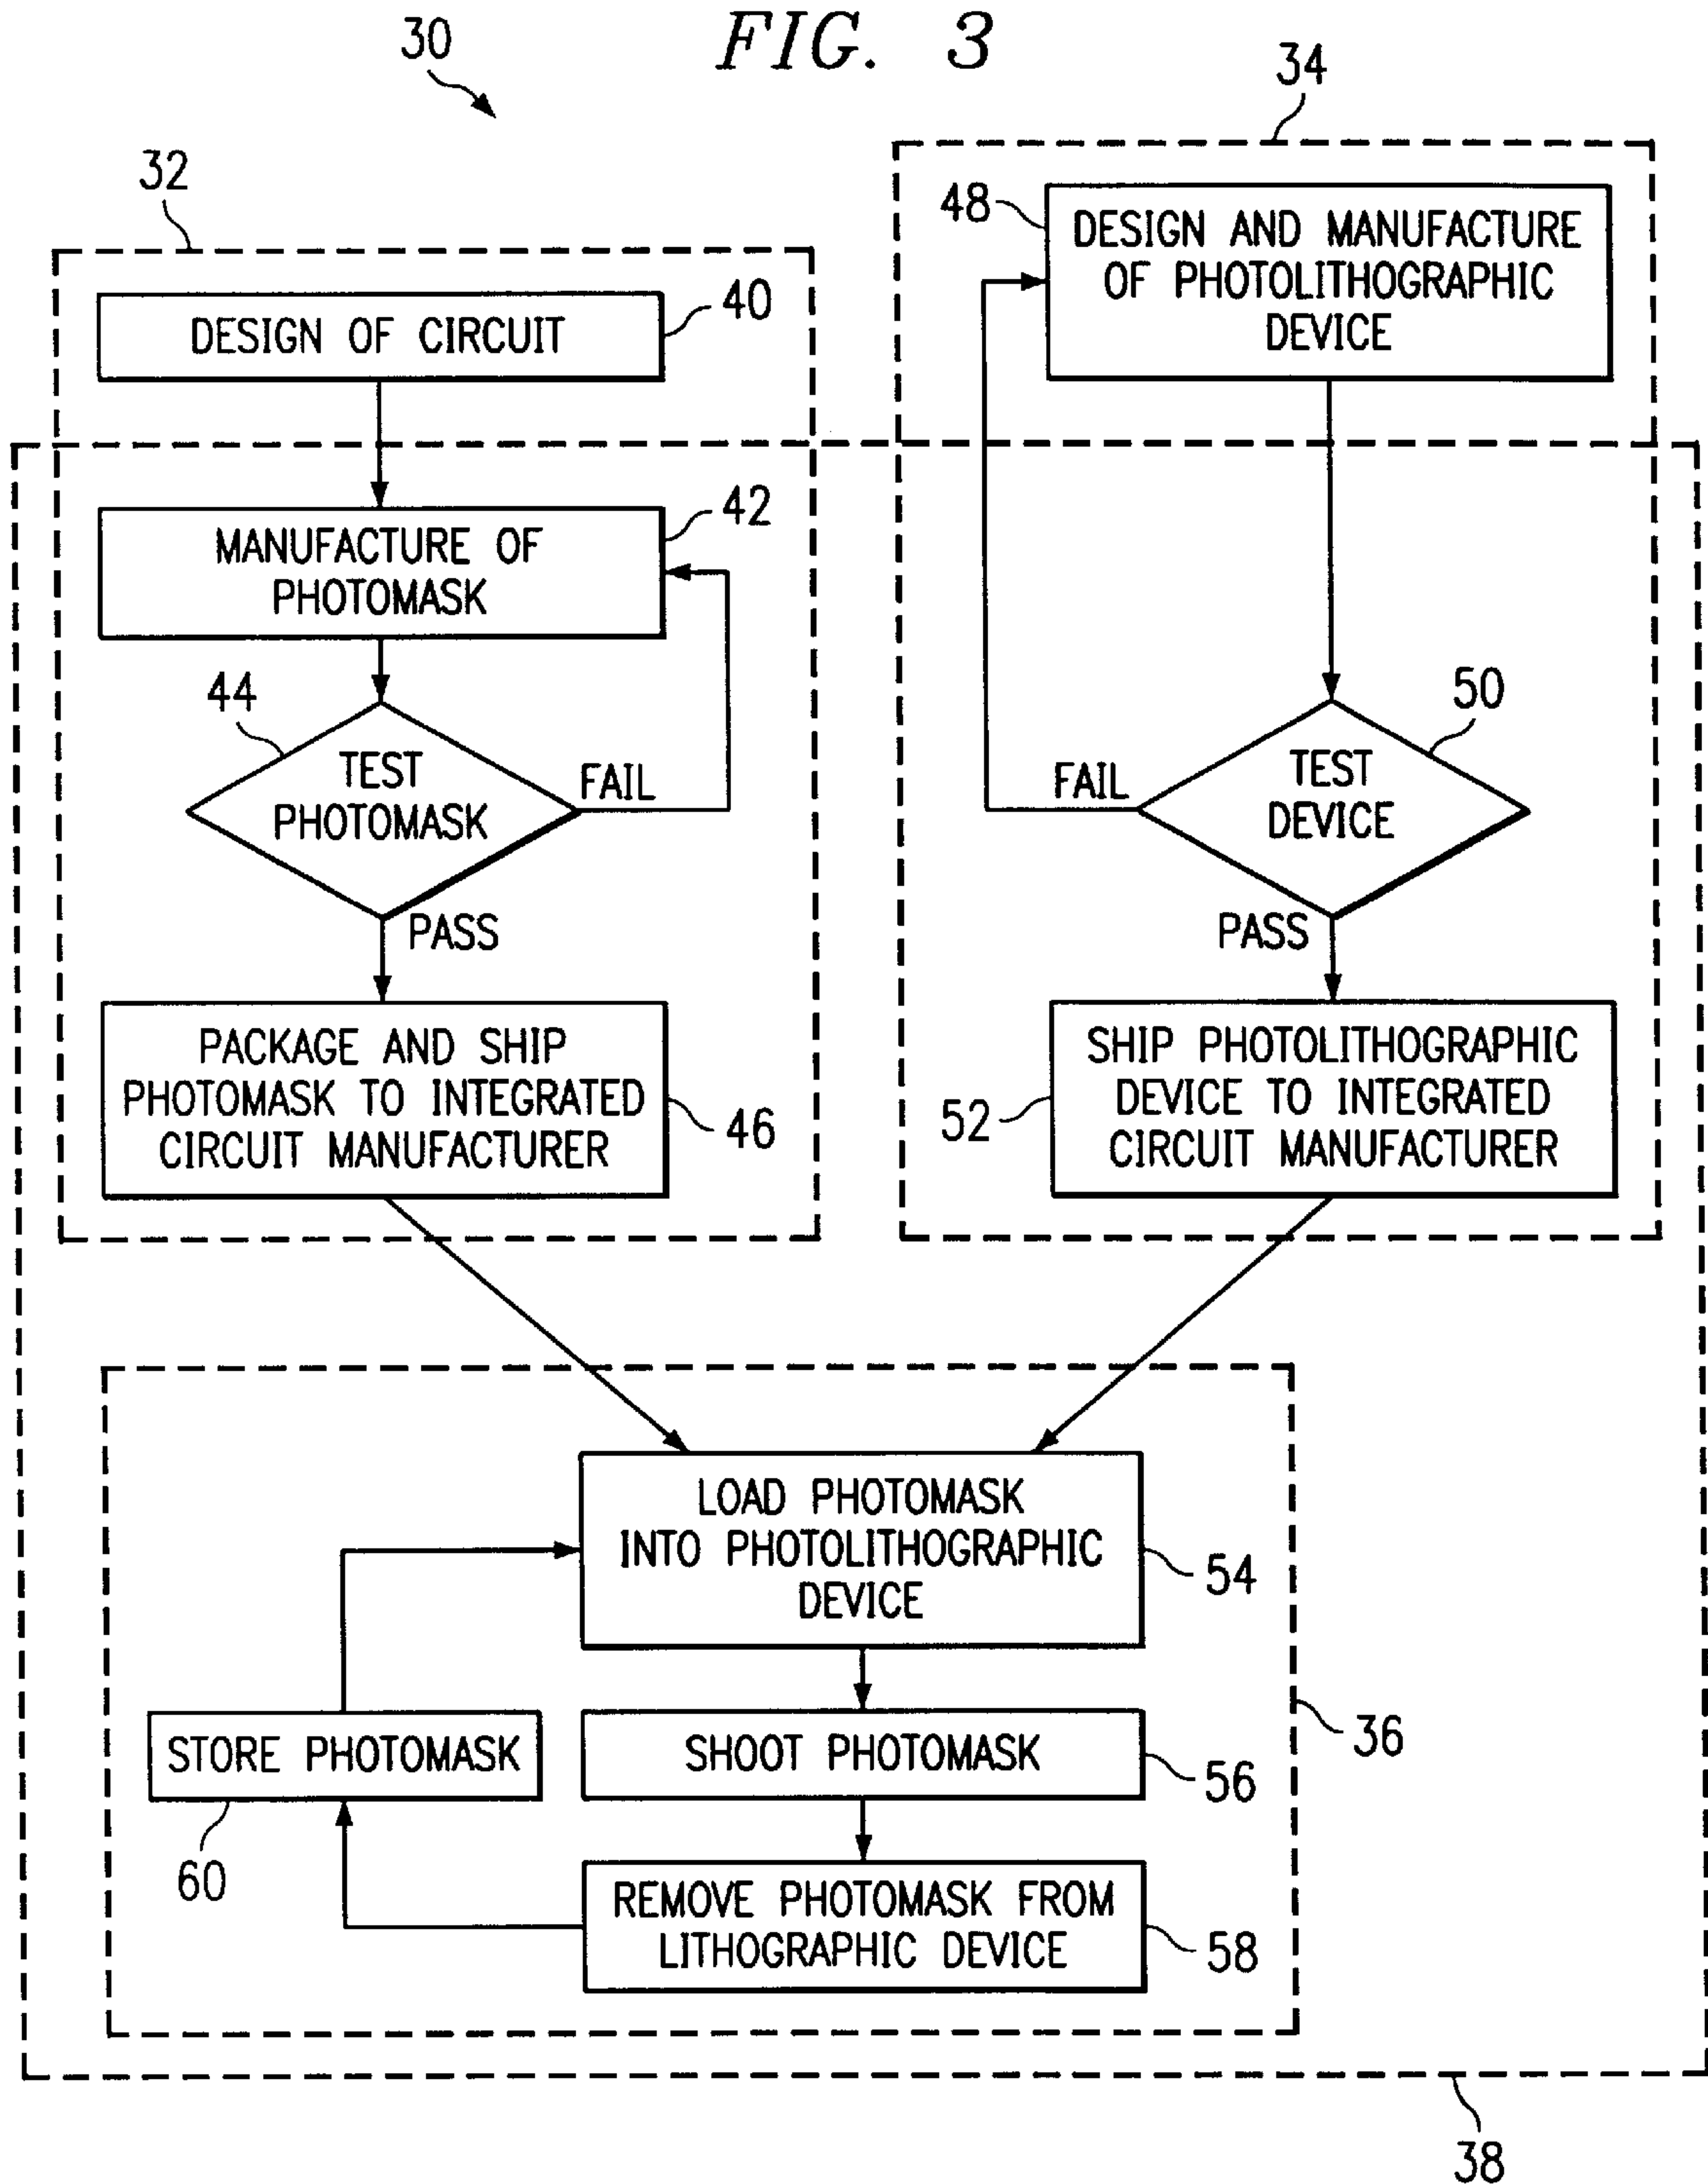 FIG. 3
30
32
34
DESIGN OF CIRCUIT
40
48
DESIGN AND MANUFACTURE
OF PHOTOLITHOGRAPHIC
DEVICE
MANUFACTURE OF
PHOTOMASK
42
44
TEST
PHOTOMASK
FAIL
PASS
50
TEST
DEVICE
FAIL
PASS
PACKAGE AND SHIP
PHOTOMASK TO INTEGRATED
CIRCUIT MANUFACTURER
46
52
SHIP PHOTOLITHOGRAPHIC
DEVICE TO INTEGRATED
CIRCUIT MANUFACTURER
LOAD PHOTOMASK
INTO PHOTOLITHOGRAPHIC
DEVICE
54
STORE PHOTOMASK
60
SHOOT PHOTOMASK
56
36
REMOVE PHOTOMASK FROM
LITHOGRAPHIC DEVICE
58
38